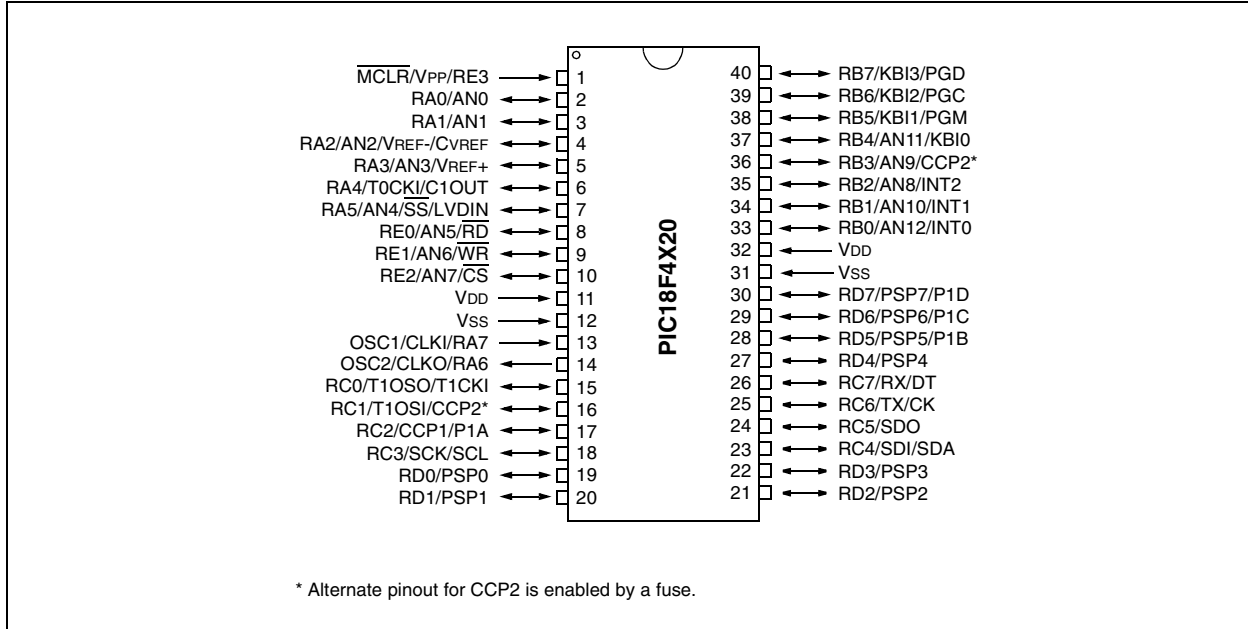 MCLR/VPP/RE3 1
RA0/AN0 2
RA1/AN1 3
RA2/AN2/VREF-/CVREF 4
RA3/AN3/VREF+ 5
RA4/T0CKI/C1OUT 6
RA5/AN4/SS/LVDIN 7
RE0/AN5/RD 8
RE1/AN6/WR 9
RE2/AN7/CS 10
VDD 11
VSS 12
OSC1/CLKI/RA7 13
OSC2/CLKO/RA6 14
RC0/T1OSO/T1CKI 15
RC1/T1OSI/CCP2* 16
RC2/CCP1/P1A 17
RC3/SCK/SCL 18
RD0/PSP0 19
RD1/PSP1 20
PIC18F4X20
40 RB7/KBI3/PGD
39 RB6/KBI2/PGC
38 RB5/KBI1/PGM
37 RB4/AN11/KBI0
36 RB3/AN9/CCP2*
35 RB2/AN8/INT2
34 RB1/AN10/INT1
33 RB0/AN12/INT0
32 VDD
31 VSS
30 RD7/PSP7/P1D
29 RD6/PSP6/P1C
28 RD5/PSP5/P1B
27 RD4/PSP4
26 RC7/RX/DT
25 RC6/TX/CK
24 RC5/SDO
23 RC4/SDI/SDA
22 RD3/PSP3
21 RD2/PSP2
* Alternate pinout for CCP2 is enabled by a fuse.